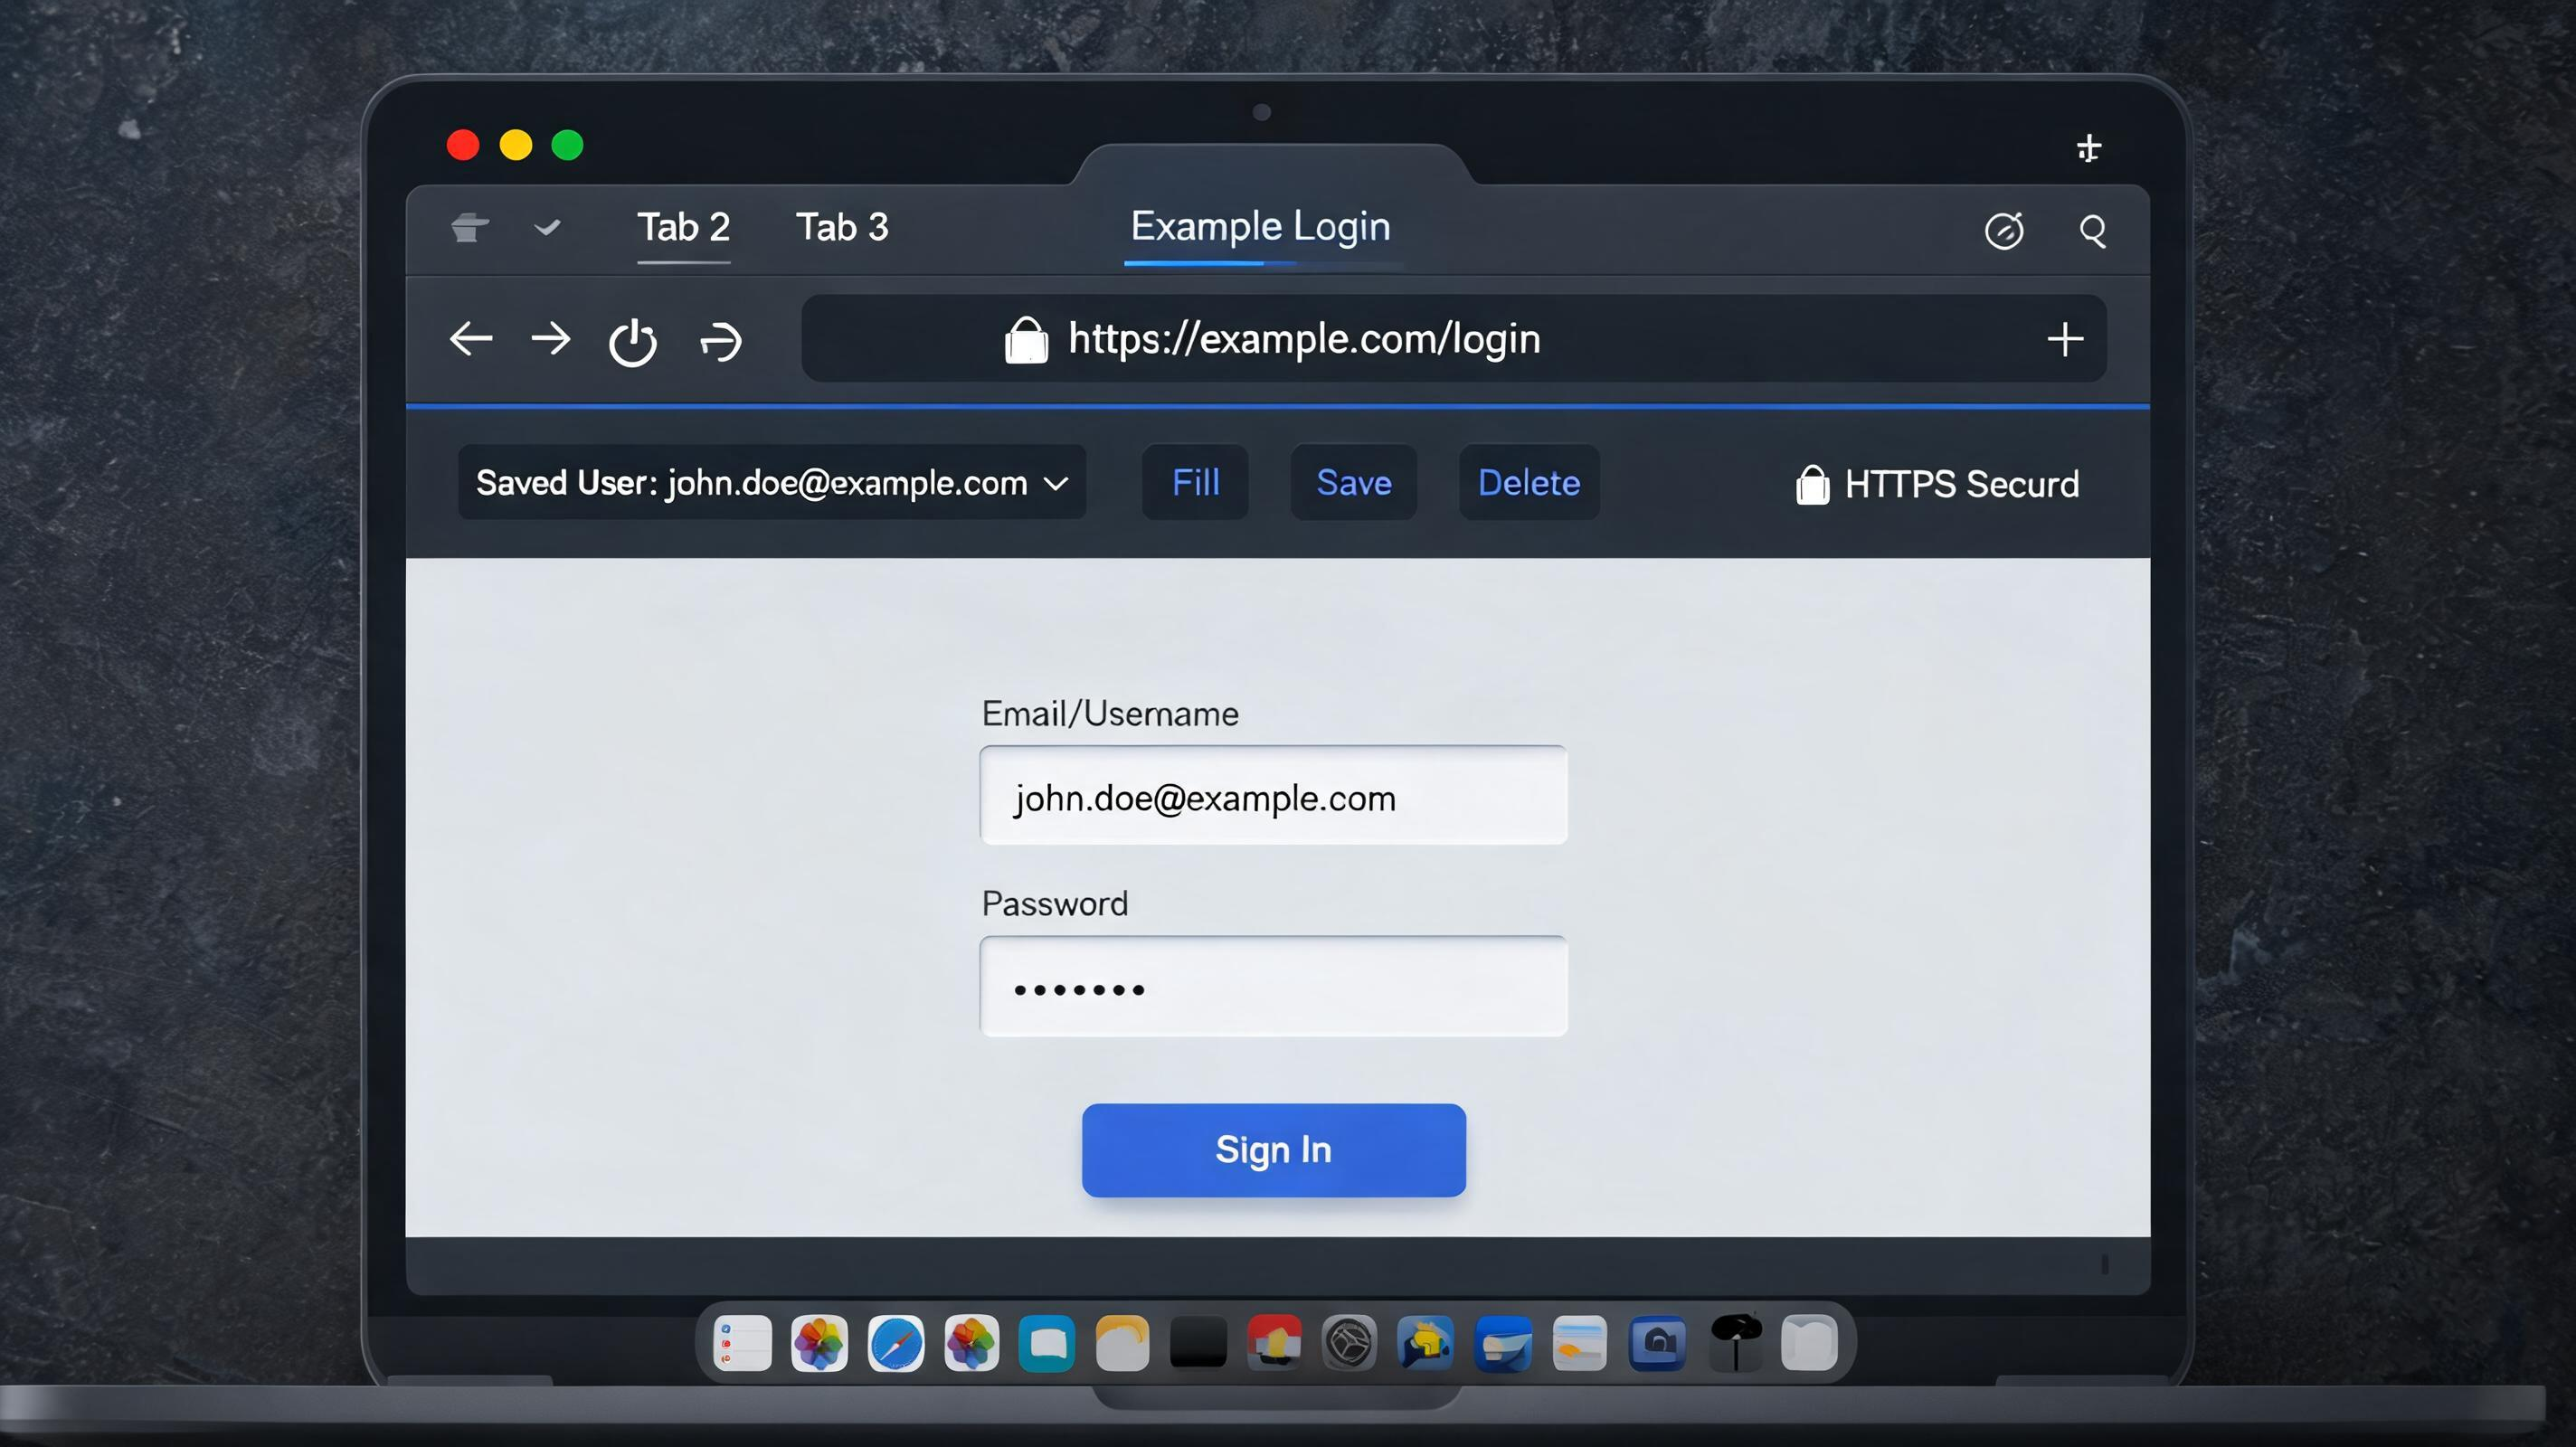 Tab 2 Tab 3 Example Login
https://example.com/login
Saved User: john.doe@example.com Fill Save Delete HTTPS Securd
Email/Username
john.doe@example.com
Password
Sign In